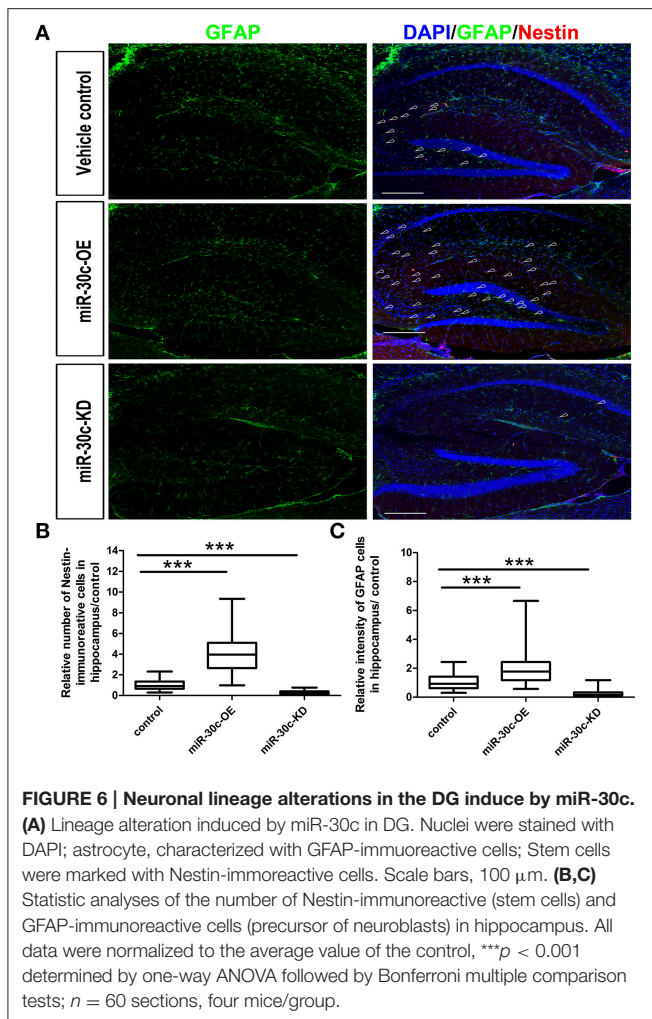 A
GFAP
DAPI/GFAP/Nestin
Vehicle control
miR-30c-OE
miR-30c-KD
B
Relative number of Nestin-
immunoreative cells in
hippocampus/control
14
12
10
8
6
4
2
0
***
***
control
miR-30c-OE
miR-30c-KD
C
Relative intensity of GFAP cells
in hippocampus/ control
10
8
6
4
2
0
***
***
control
miR-30c-OE
miR-30c-KD
FIGURE 6 | Neuronal lineage alterations in the DG induce by miR-30c.
(A) Lineage alteration induced by miR-30c in DG. Nuclei were stained with
DAPI; astrocyte, characterized with GFAP-immuoreactive cells; Stem cells
were marked with Nestin-immoreactive cells. Scale bars, 100 μm. (B,C)
Statistic analyses of the number of Nestin-immunoreactive (stem cells) and
GFAP-immunoreactive cells (precursor of neuroblasts) in hippocampus. All
data were normalized to the average value of the control, ***p < 0.001
determined by one-way ANOVA followed by Bonferroni multiple comparison
tests; n = 60 sections, four mice/group.